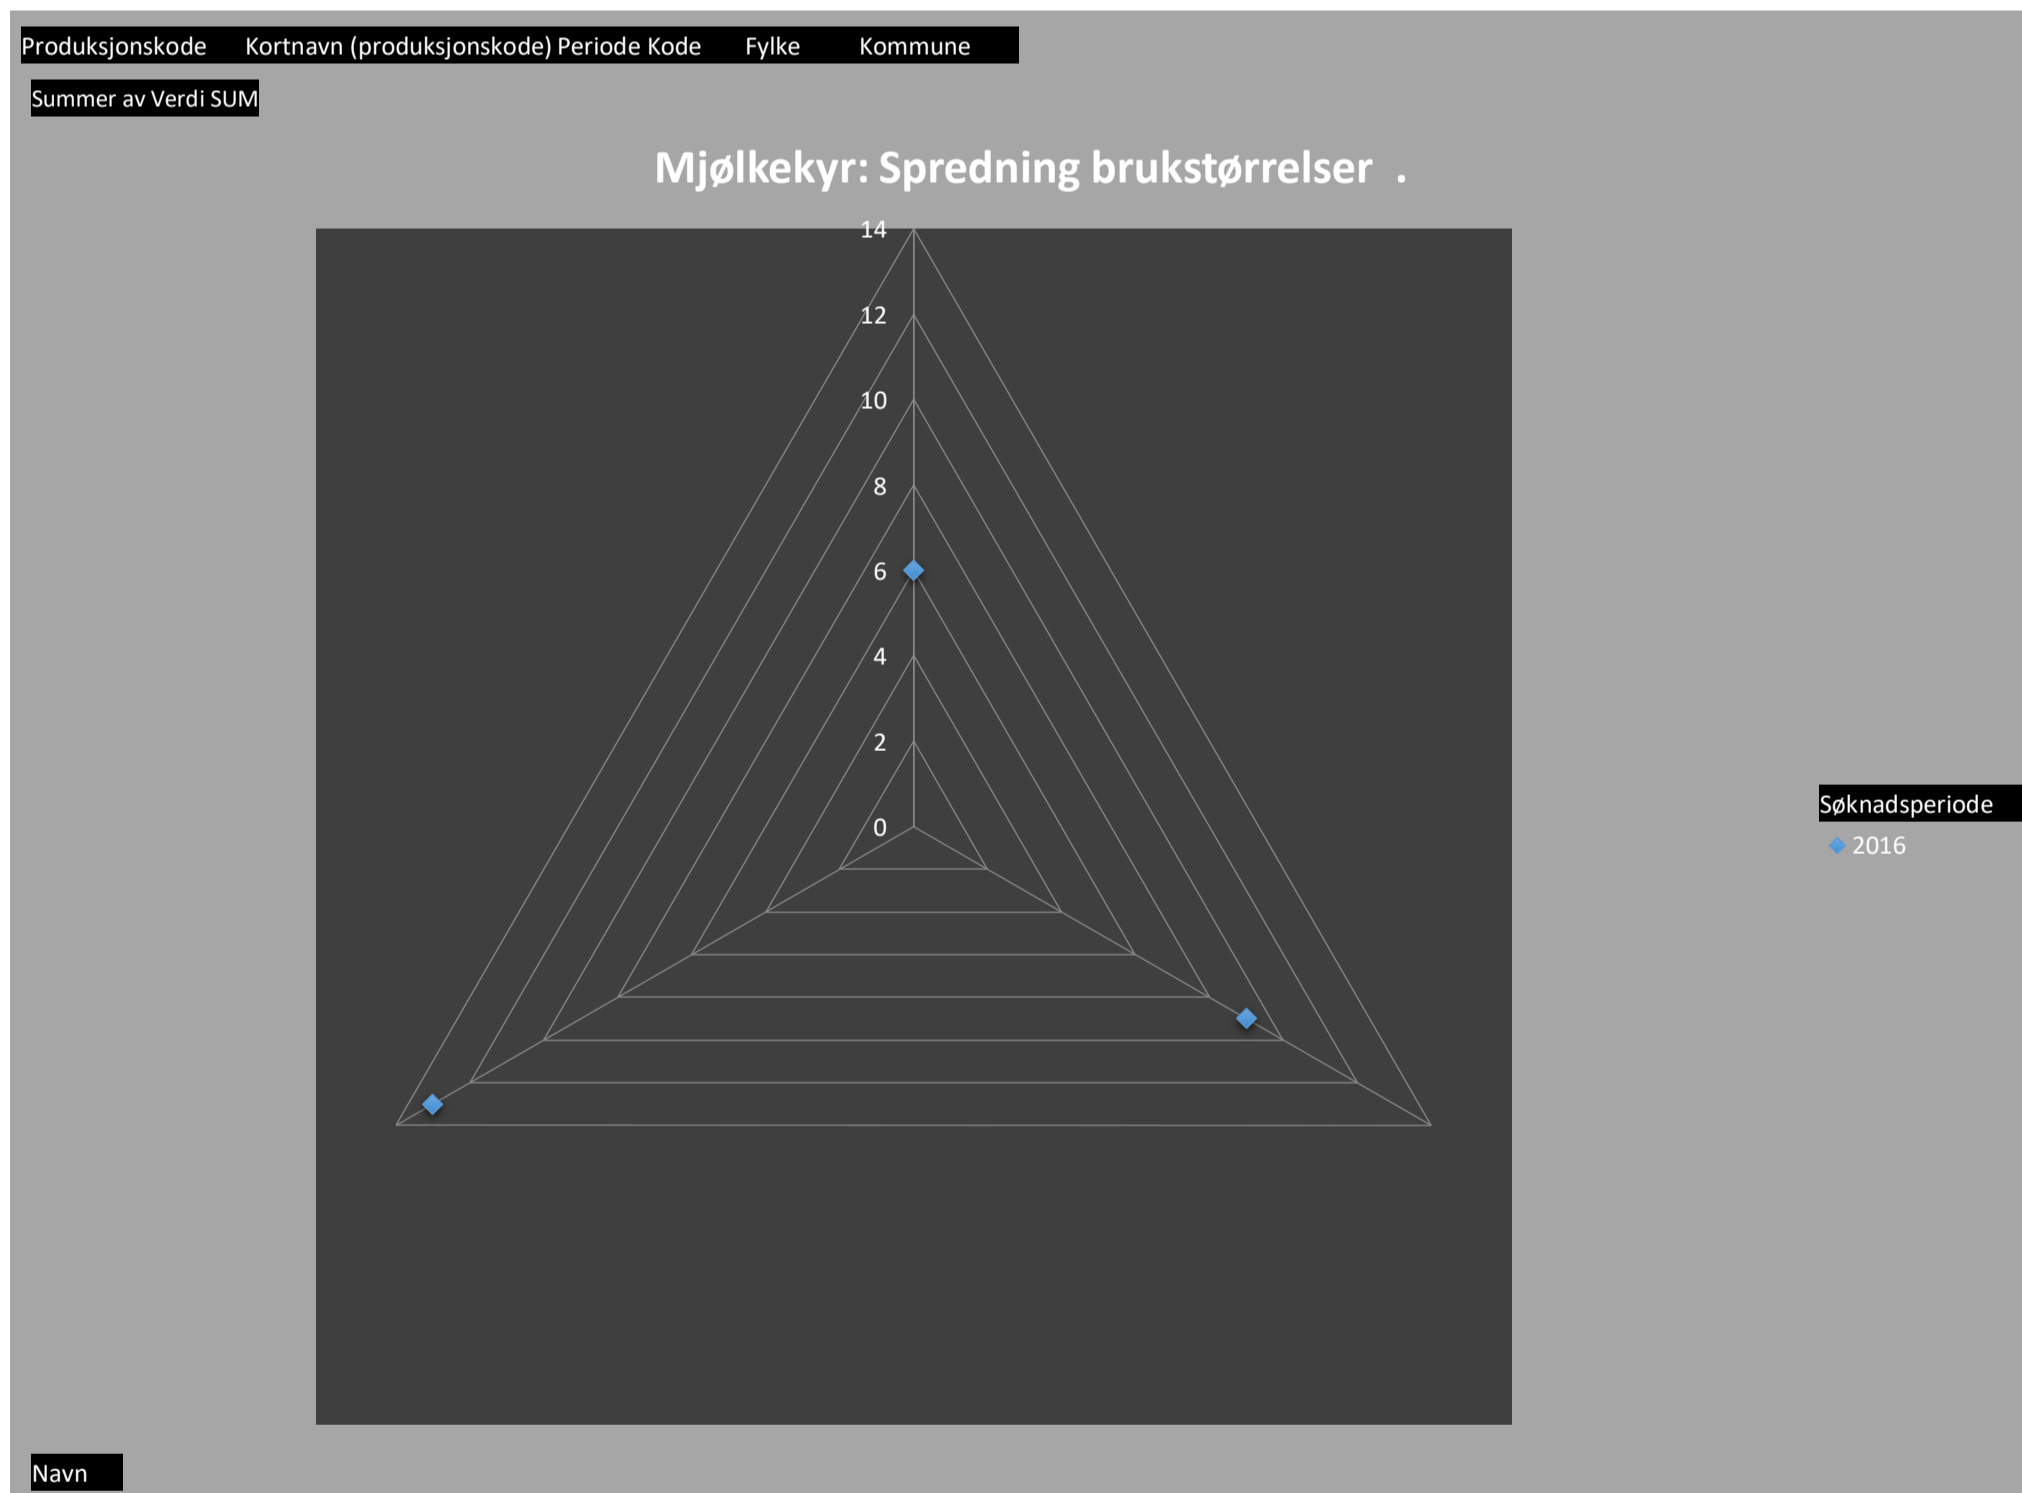 Produksjonskode Kortnavn (produksjonskode) Periode Kode Fylke Kommune
Summer av Verdi SUM
Mjølkekyr: Spredning brukstørrelser .
14
12
10
8
6
4
2
0
Søknadsperiode
2016
Navn